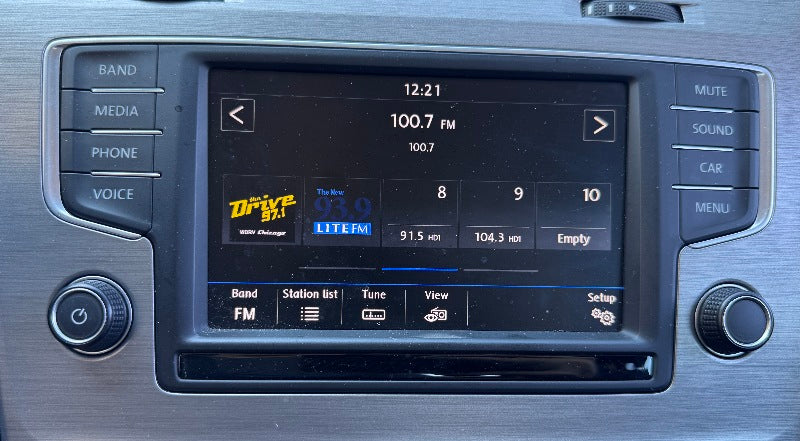 BAND
MEDIA
PHONE
VOICE
MUTE
SOUND
CAR
MENU
12:21
<
100.7 FM
>
100.7
the Drive
97.1
WDRV Chicago
The New
93.9
LITE FM
8
91.5 HD1
9
104.3 HD1
10
Empty
Band
FM
Station list
Tune
View
Setup